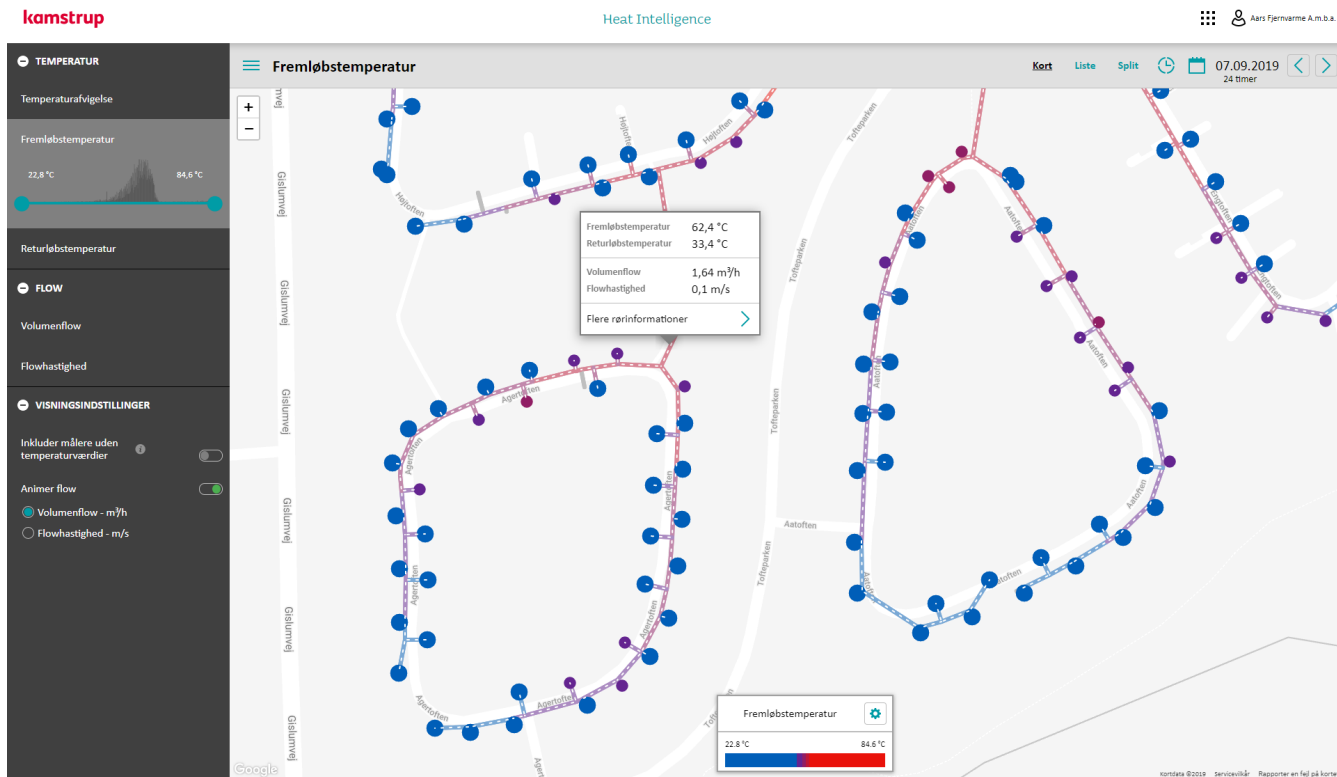 kamstrup
Heat Intelligence
Aars Fjernvarme A.m.b.a.
TEMPERATUR
Temperaturafvigelse
Fremløbstemperatur
22,8 °C
84,6 °C
Returløbstemperatur
FLOW
Volumenflow
Flowhastighed
VISNINGSINDSTILLINGER
Inkluder målere uden
temperaturværdier
Animer flow
Volumenflow - m³/h
Flowhastighed - m/s
Fremløbstemperatur
Kort
Liste
Split
07.09.2019
24 timer
+
−
Gislumvej
Gislumvej
Gislumvej
Gislumvej
Gislumvej
Højtoften
Højtoften
Højtoften
Tofteparken
Tofteparken
Tofteparken
Tofteparken
Engtoften
Fremløbstemperatur 62,4 °C
Returløbstemperatur 33,4 °C
Volumenflow 1,64 m³/h
Flowhastighed 0,1 m/s
Flere rørinformationer
Agertoften
Agertoften
Agertoften
Agertoften
Agertoften
Agertoften
Agertoften
Aatoften
Aatoften
Aatoften
Aatoften
Aatoften
Aatoften
Fremløbstemperatur
22.8 °C
84.6 °C
Google
Kortdata ©2019
Servicevilkår
Rapporter en fejl på korte